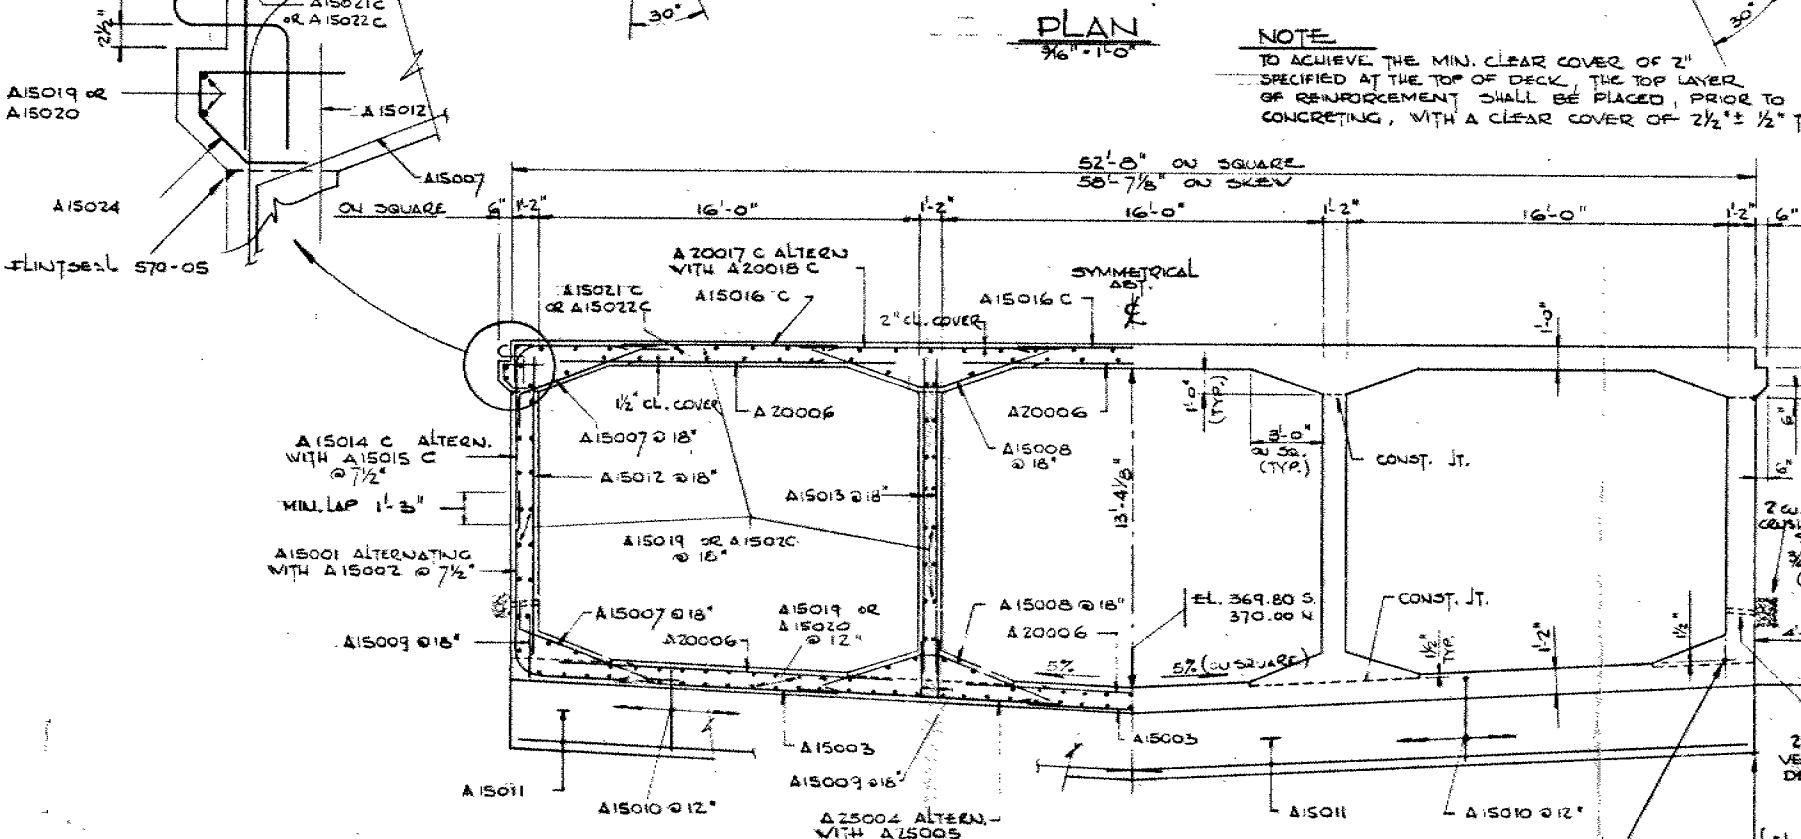 A15021C
OR A15022C
2½"
30°
PLAN
3/16" = 1'-0"
30°
NOTE
TO ACHIEVE THE MIN. CLEAR COVER OF 2"
SPECIFIED AT THE TOP OF DECK, THE TOP LAYER
OF REINFORCEMENT SHALL BE PLACED, PRIOR TO
CONCRETING, WITH A CLEAR COVER OF 2½" ± ½"
A15019 OR
A15020
A15012
A15007
A15024
FLINTSEAL 570-05
52'-8" ON SQUARE
58'-7⅛" ON SKEW
ON SQUARE
6"
1'-2"
16'-0"
1'-2"
16'-0"
1'-2"
16'-0"
1'-2"
6"
A20017 C ALTERN
WITH A20018 C
A15021 C
OR A15022C
A15016 C
2" CL. COVER
A15016 C
SYMMETRICAL
ABT.
℄
1'-0"
1½" CL. COVER
A20006
A20006
1'-0"
(TYP.)
A15007 @ 18"
A15008
@ 18"
3'-0"
ON SQ.
(TYP.)
CONST. JT.
6"
6"
A15014 C ALTERN.
WITH A15015 C
@ 7½"
A15012 @ 18"
A15013 @ 18"
13'-4⅛"
MIN. LAP 1'-3"
A15019 OR A15020
@ 18"
A15001 ALTERNATING
WITH A15002 @ 7½"
A15007 @ 18"
A15019 OR
A15020
@ 12"
A15008 @ 18"
A20006
EL. 369.80 S.
370.00 N
CONST. JT.
A15009 @ 18"
A20006
5%
5% (ON SQUARE)
1½"
TYP.
1'-2"
1½"
A15003
A15003
A15009 @ 18"
A15011
A15010 @ 12"
A25004 ALTERN.
WITH A25005
A15011
A15010 @ 12"